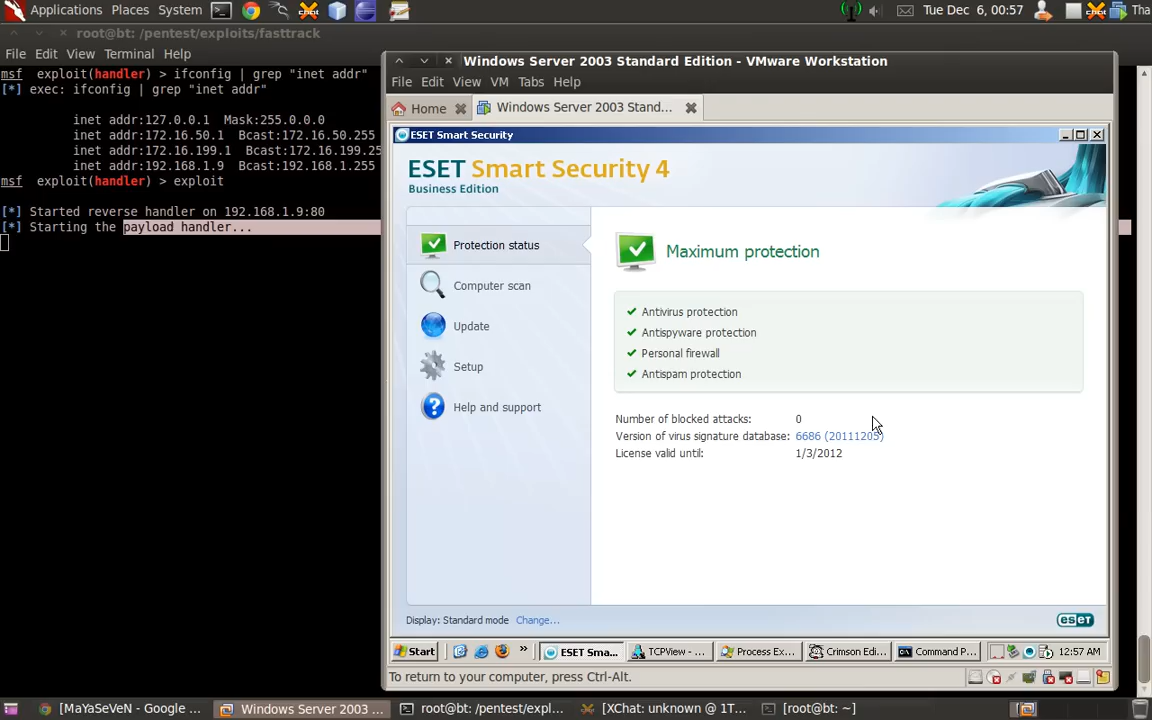 Applications Places System
Tue Dec 6, 00:57
Tha
root@bt: /pentest/exploits/fasttrack
File Edit View Terminal Help
msf exploit(handler) > ifconfig | grep "inet addr"
[*] exec: ifconfig | grep "inet addr"
inet addr:127.0.0.1 Mask:255.0.0.0
inet addr:172.16.50.1 Bcast:172.16.50.255
inet addr:172.16.199.1 Bcast:172.16.199.25
inet addr:192.168.1.9 Bcast:192.168.1.255
msf exploit(handler) > exploit
[*] Started reverse handler on 192.168.1.9:80
[*] Starting the payload handler...
Windows Server 2003 Standard Edition - VMware Workstation
File Edit View VM Tabs Help
Home
Windows Server 2003 Stand...
ESET Smart Security
ESET Smart Security 4
Business Edition
Protection status
Computer scan
Update
Setup
Help and support
Maximum protection
Antivirus protection
Antispyware protection
Personal firewall
Antispam protection
Number of blocked attacks: 0
Version of virus signature database: 6686 (20111205)
License valid until: 1/3/2012
Display: Standard mode Change...
eset
Start
»
ESET Sma...
TCPView - ...
Process Ex...
Crimson Edi...
Command P...
12:57 AM
To return to your computer, press Ctrl-Alt.
[MaYaSeVeN - Google ...
Windows Server 2003 ...
root@bt: /pentest/expl...
[XChat: unknown @ 1T...
[root@bt: ~]